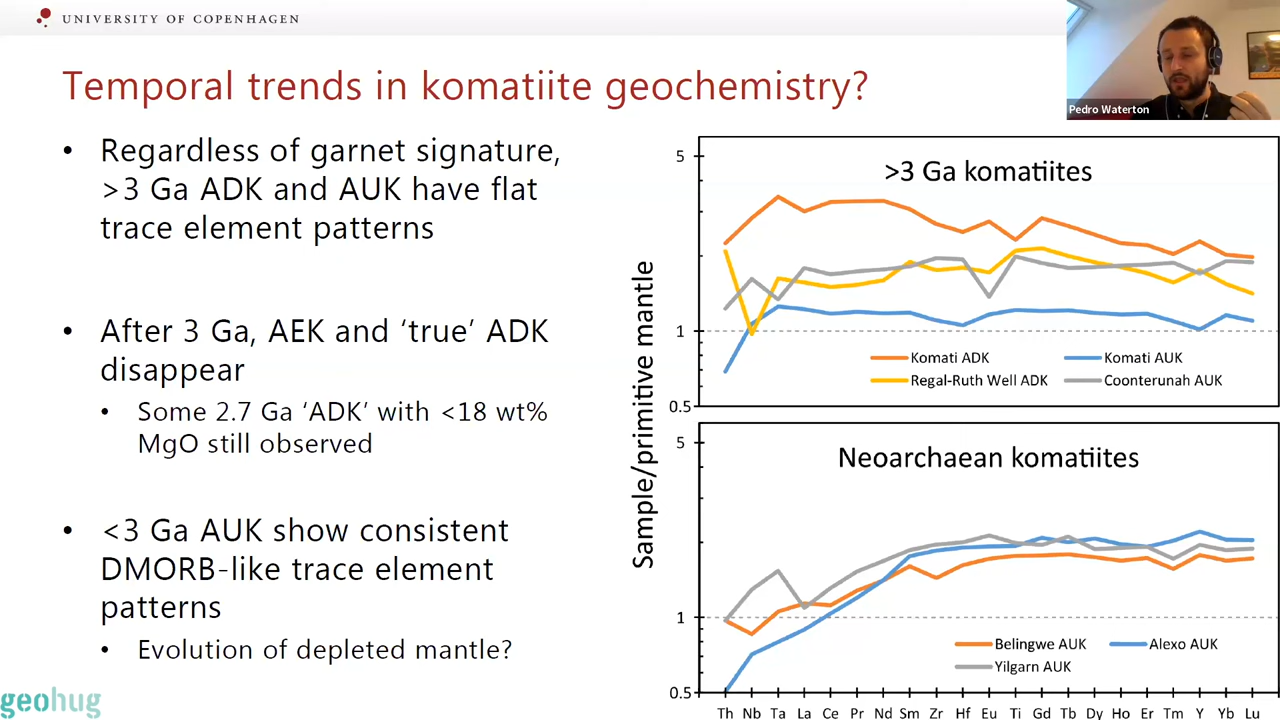 UNIVERSITY OF COPENHAGEN
Pedro Waterton
Temporal trends in komatiite geochemistry?
• Regardless of garnet signature,
>3 Ga ADK and AUK have flat
trace element patterns
• After 3 Ga, AEK and ‘true’ ADK
disappear
• Some 2.7 Ga ‘ADK’ with <18 wt%
MgO still observed
• <3 Ga AUK show consistent
DMORB-like trace element
patterns
• Evolution of depleted mantle?
geohug
Sample/primitive mantle
>3 Ga komatiites
5
1
0.5
Komati ADK
Komati AUK
Regal-Ruth Well ADK
Coonterunah AUK
Neoarchaean komatiites
5
1
0.5
Belingwe AUK
Alexo AUK
Yilgarn AUK
Th Nb Ta La Ce Pr Nd Sm Zr Hf Eu Ti Gd Tb Dy Ho Er Tm Y Yb Lu